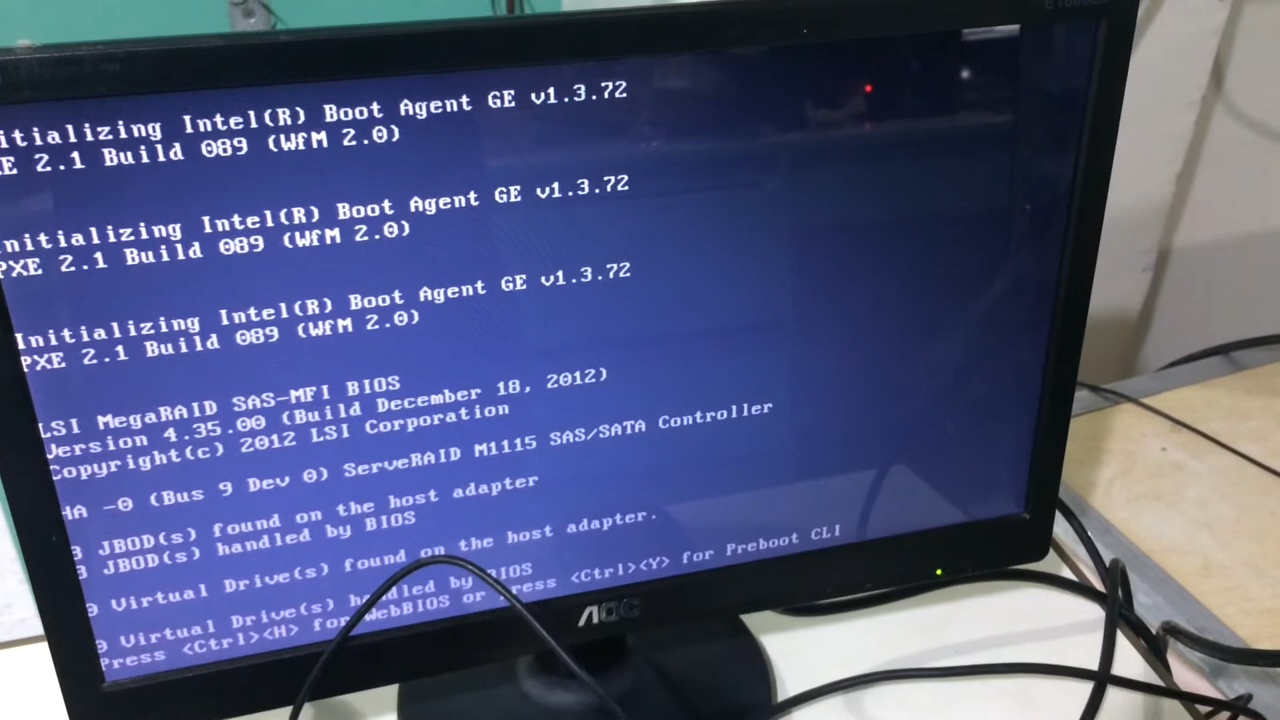 itializing Intel(R) Boot Agent GE v1.3.72
XE 2.1 Build 089 (WfM 2.0)
Initializing Intel(R) Boot Agent GE v1.3.72
PXE 2.1 Build 089 (WfM 2.0)
Initializing Intel(R) Boot Agent GE v1.3.72
PXE 2.1 Build 089 (WfM 2.0)
LSI MegaRAID SAS-MFI BIOS
Version 4.35.00 (Build December 18, 2012)
Copyright(c) 2012 LSI Corporation
HA -0 (Bus 9 Dev 0) ServeRAID M1115 SAS/SATA Controller
3 JBOD(s) found on the host adapter
3 JBOD(s) handled by BIOS
0 Virtual Drive(s) found on the host adapter.
0 Virtual Drive(s) handled by BIOS
Press <Ctrl><H> for WebBIOS or press <Ctrl><Y> for Preboot CLI
AOC